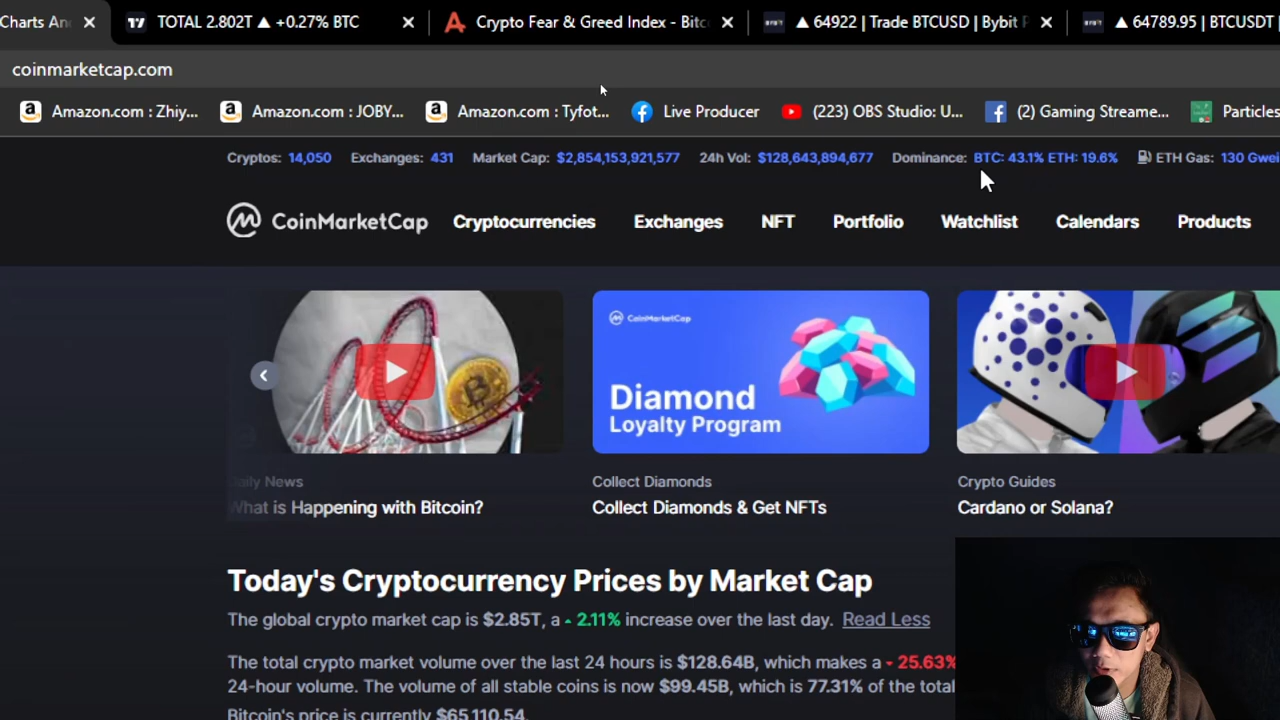 Charts An
TOTAL 2.802T ▲ +0.27% BTC
Crypto Fear & Greed Index - Bitc
▲ 64922 | Trade BTCUSD | Bybit
▲ 64789.95 | BTCUSDT |
coinmarketcap.com
Amazon.com : Zhiy...
Amazon.com : JOBY...
Amazon.com : Tyfot...
Live Producer
(223) OBS Studio: U...
(2) Gaming Streame...
Particles
Cryptos: 14,050 Exchanges: 431 Market Cap: $2,854,153,921,577 24h Vol: $128,643,894,677 Dominance: BTC: 43.1% ETH: 19.6% ETH Gas: 130 Gwei
CoinMarketCap
Cryptocurrencies Exchanges NFT Portfolio Watchlist Calendars Products
CoinMarketCap
Diamond
Loyalty Program
Daily News
What is Happening with Bitcoin?
Collect Diamonds
Collect Diamonds & Get NFTs
Crypto Guides
Cardano or Solana?
Today's Cryptocurrency Prices by Market Cap
The global crypto market cap is $2.85T, a 2.11% increase over the last day. Read Less
The total crypto market volume over the last 24 hours is $128.64B, which makes a 25.63%
24-hour volume. The volume of all stable coins is now $99.45B, which is 77.31% of the total
Bitcoin's price is currently $65,110.54.